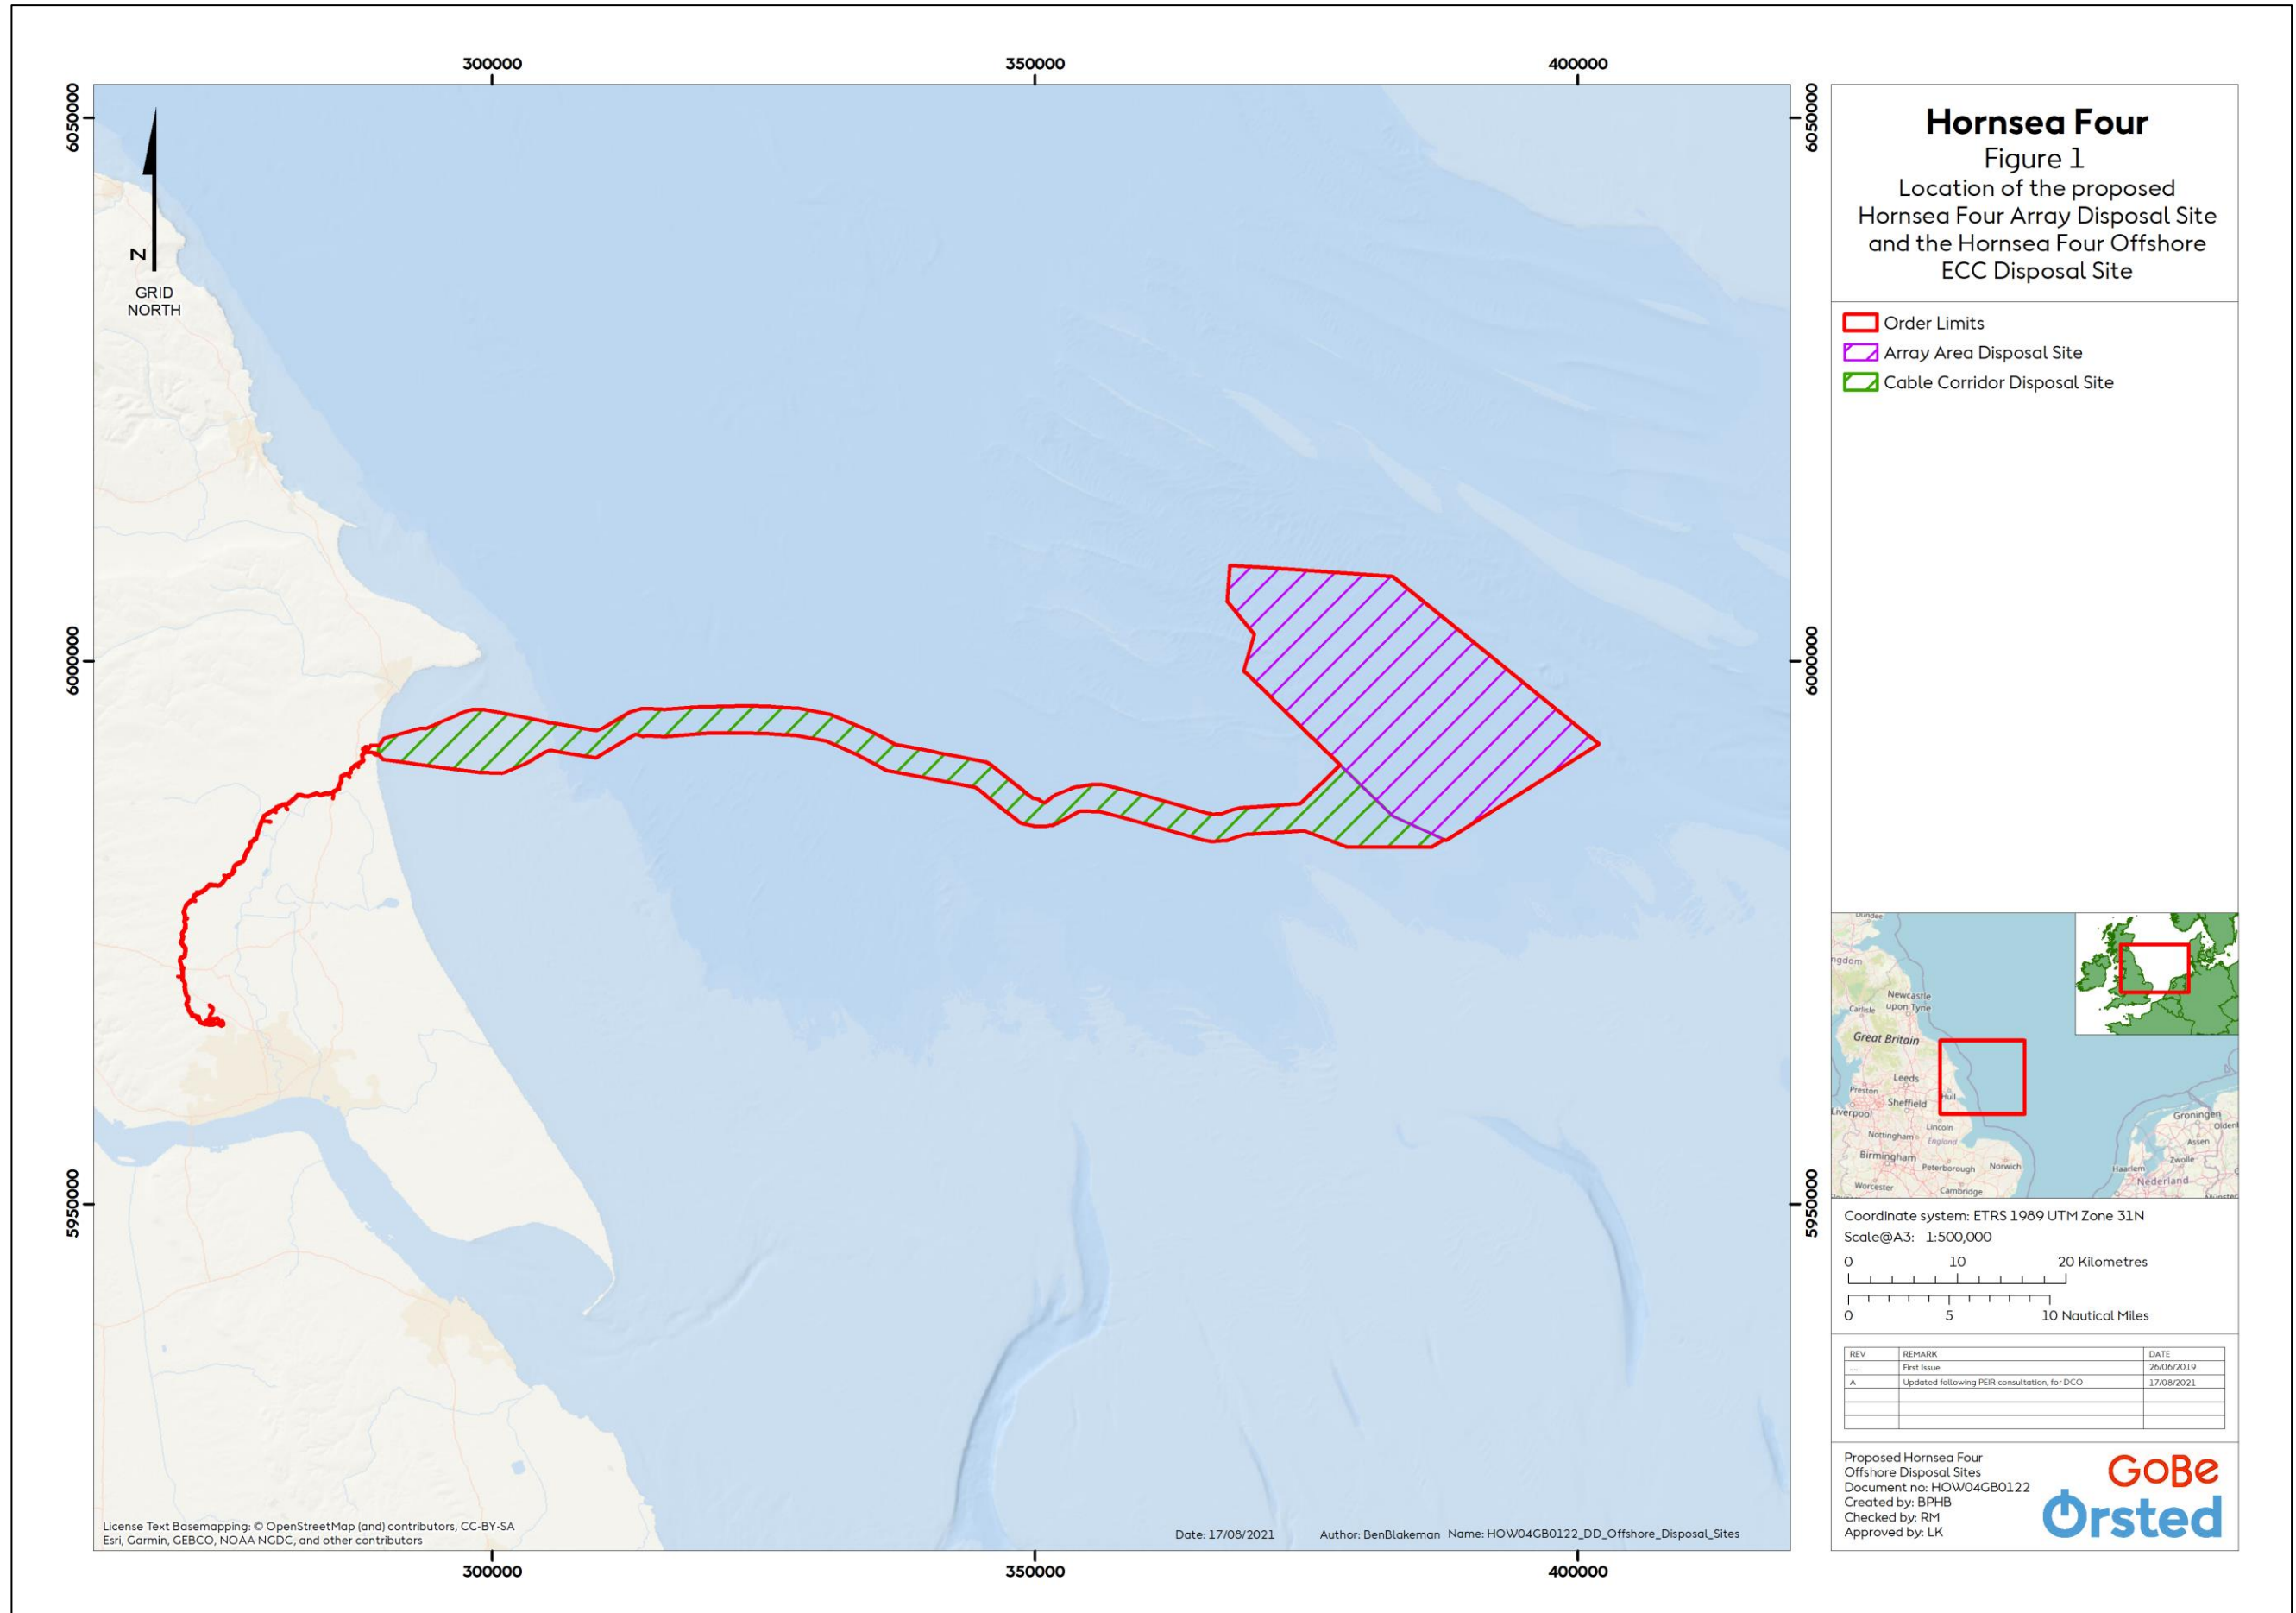 300000
350000
400000
6050000
6050000
6000000
6000000
5950000
5950000
N
GRID
NORTH
300000
350000
400000
License Text Basemapping: © OpenStreetMap (and) contributors, CC-BY-SA
Esri, Garmin, GEBCO, NOAA NGDC, and other contributors
Date: 17/08/2021
Author: BenBlakeman
Name: HOW04GB0122_DD_Offshore_Disposal_Sites
Hornsea Four
Figure 1
Location of the proposed
Hornsea Four Array Disposal Site
and the Hornsea Four Offshore
ECC Disposal Site
Order Limits
Array Area Disposal Site
Cable Corridor Disposal Site
Dundee
ngdom
Newcastle
upon Tyne
Carlisle
Great Britain
Leeds
Preston
Hull
Sheffield
Liverpool
Lincoln
Nottingham
England
Birmingham
Peterborough
Norwich
Worcester
Cambridge
Groningen
Assen
Zwolle
Haarlem
Nederland
Coordinate system: ETRS 1989 UTM Zone 31N
Scale@A3: 1:500,000
0 10 20 Kilometres
0 5 10 Nautical Miles
REV REMARK DATE
... First Issue 26/06/2019
A Updated following PEIR consultation, for DCO 17/08/2021
Proposed Hornsea Four
Offshore Disposal Sites
Document no: HOW04GB0122
Created by: BPHB
Checked by: RM
Approved by: LK
GoBe
Ørsted